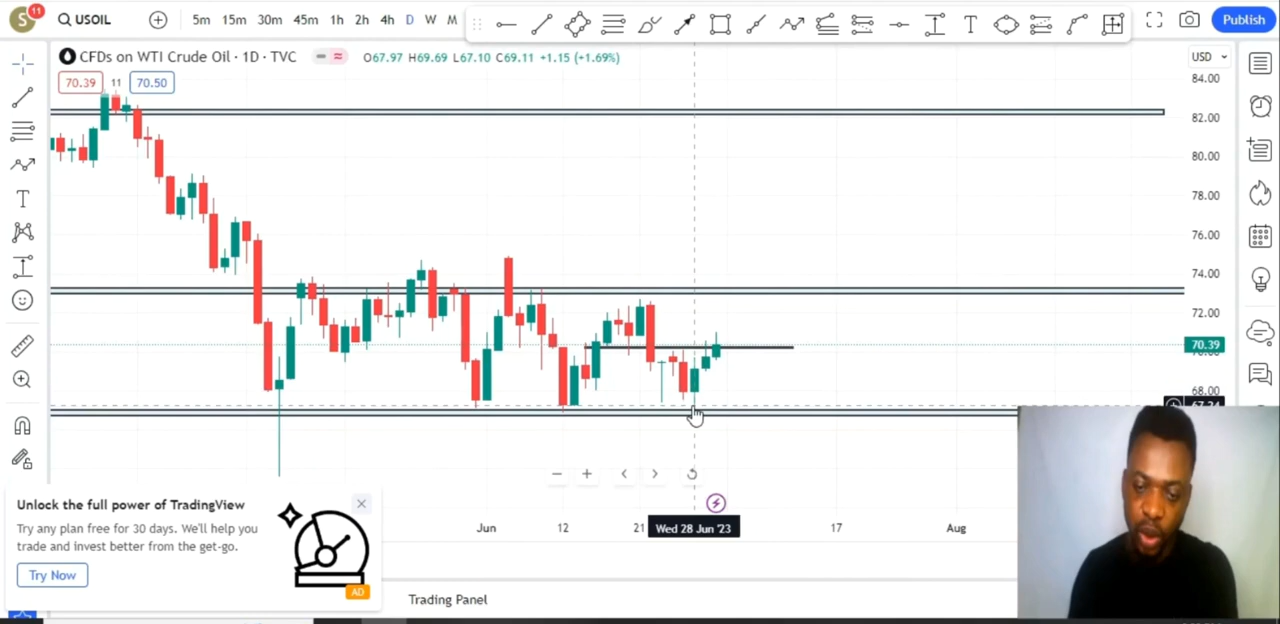 S 11 USOIL 5m 15m 30m 45m 1h 2h 4h D W M T Publish
CFDs on WTI Crude Oil · 1D · TVC O67.97 H69.69 L67.10 C69.11 +1.15 (+1.69%) USD
70.39 11 70.50
84.00
82.00
80.00
78.00
76.00
74.00
72.00
70.39
68.00
Unlock the full power of TradingView
Try any plan free for 30 days. We'll help you
trade and invest better from the get-go.
Try Now
AD
Jun 12 21 Wed 28 Jun '23 17 Aug
Trading Panel